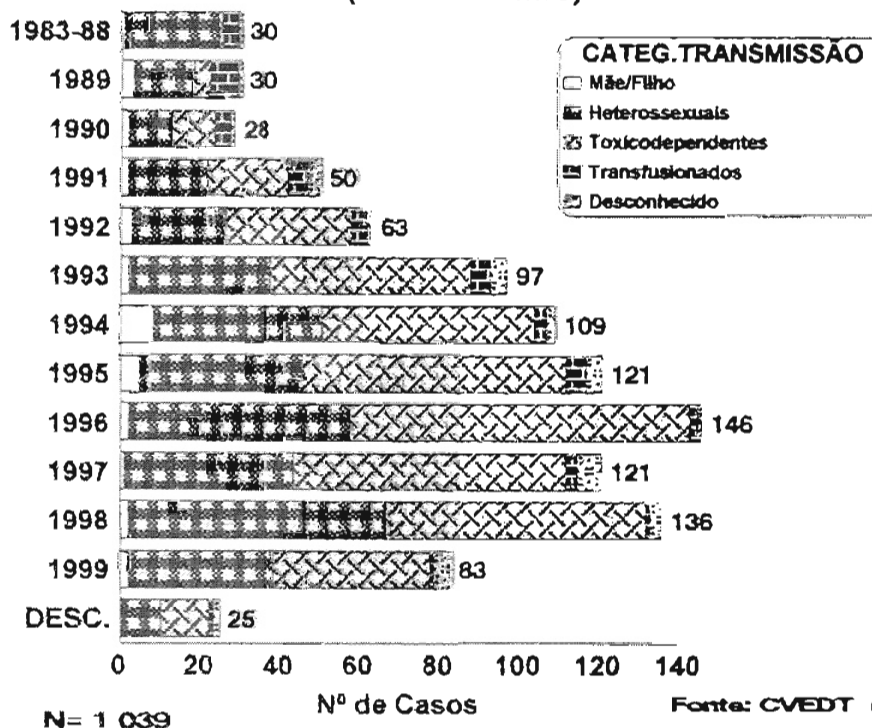 1983-88 30
1989 30
1990 28
1991 50
1992 63
1993 97
1994 109
1995 121
1996 146
1997 121
1998 136
1999 83
DESC. 25
CATEG.TRANSMISSÃO
Mãe/Filho
Heterossexuais
Toxicodependentes
Transfusionados
Desconhecido
0 20 40 60 80 100 120 140
Nº de Casos
N= 1 039
Fonte: CVEDT